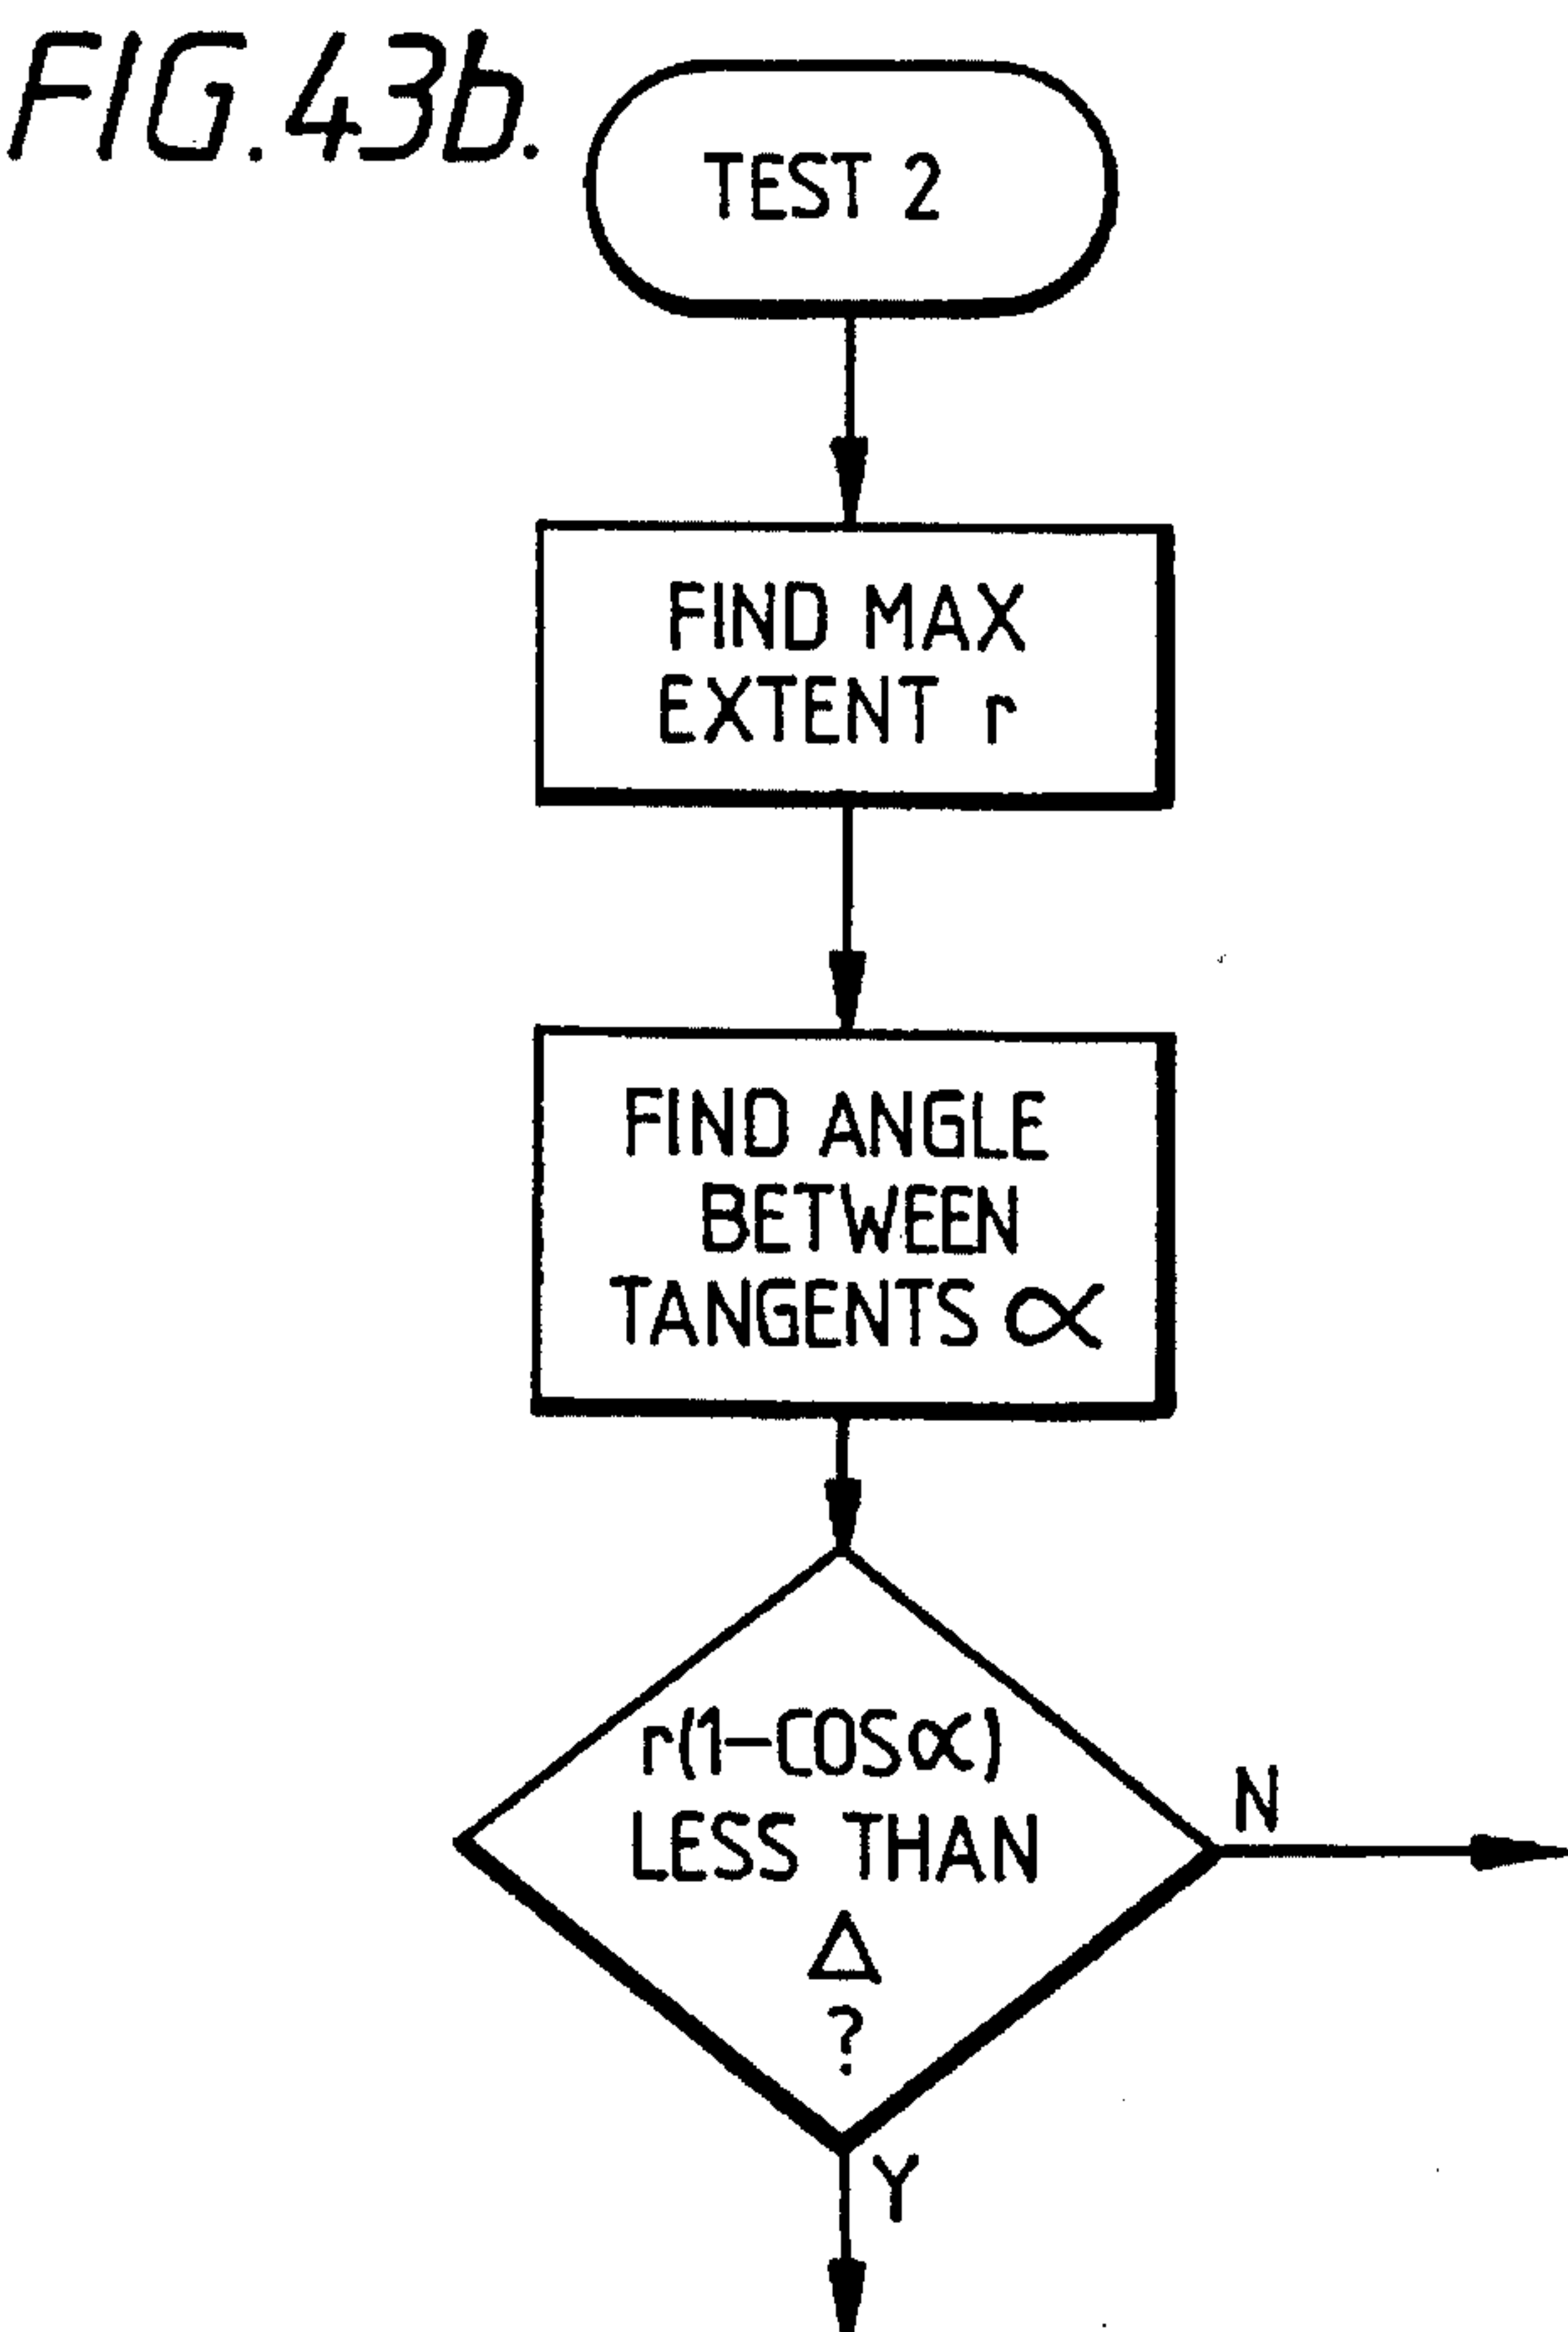 FIG.43b.
TEST 2
FIND MAX
EXTENT r
FIND ANGLE
BETWEEN
TANGENTS ∝
r(1-COS∝)
LESS THAN
△
?
N
Y